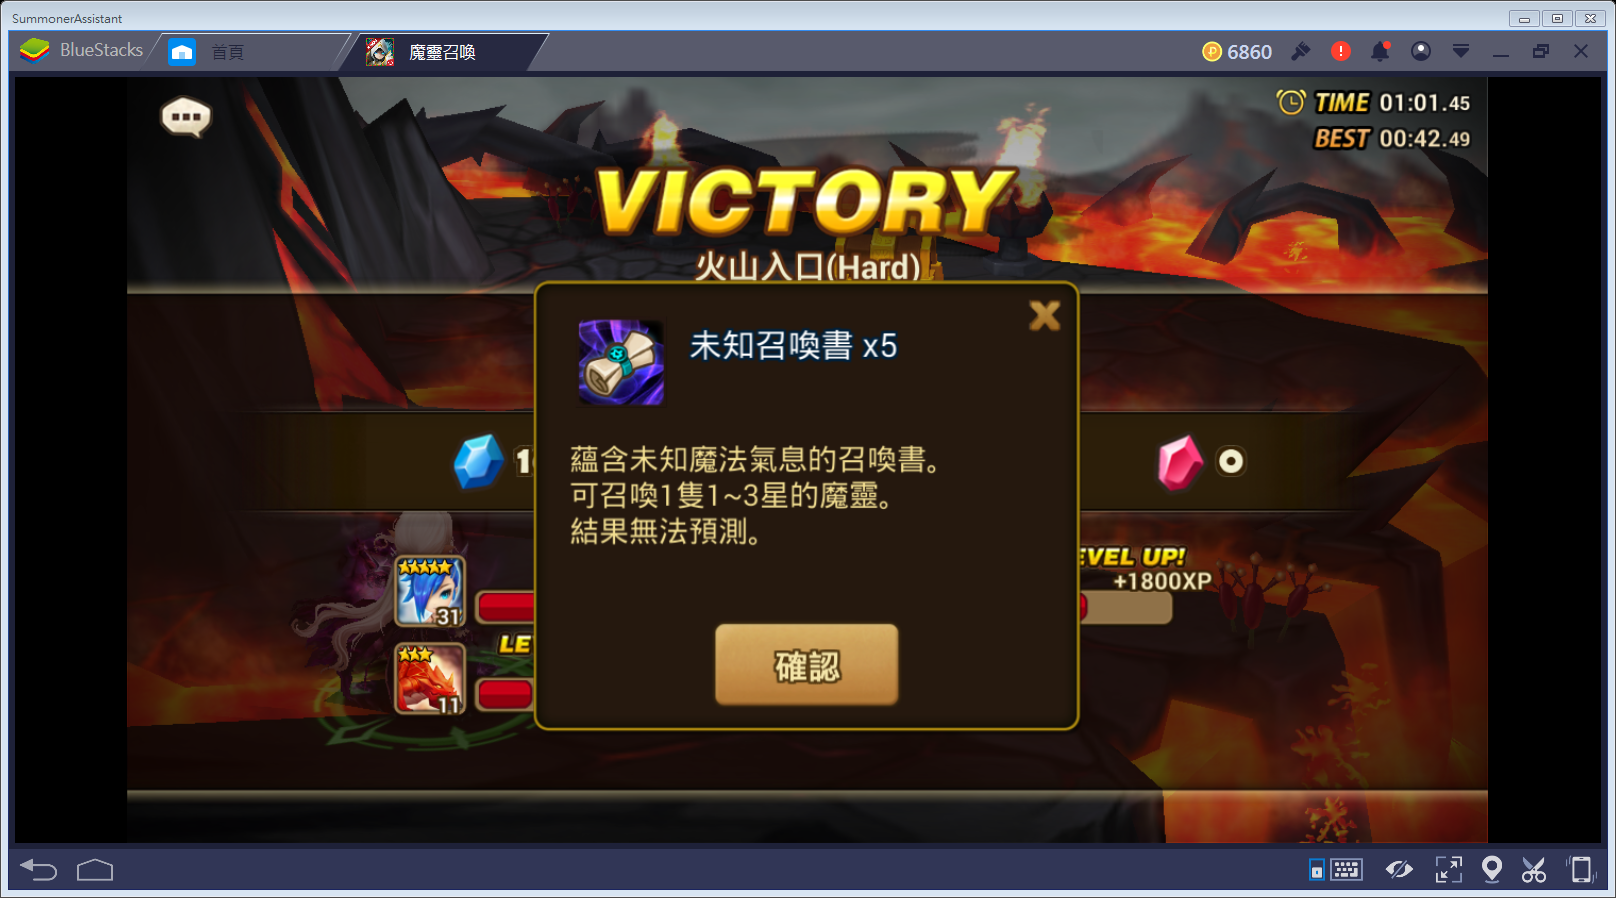 SummonerAssistant
BlueStacks
首頁
魔靈召喚
6860
TIME 01:01.45
BEST 00:42.49
VICTORY
火山入口(Hard)
未知召喚書 x5
蘊含未知魔法氣息的召喚書。
可召喚1隻1~3星的魔靈。
結果無法預測。
0
EVEL UP!
+1800XP
31
LE
11
確認